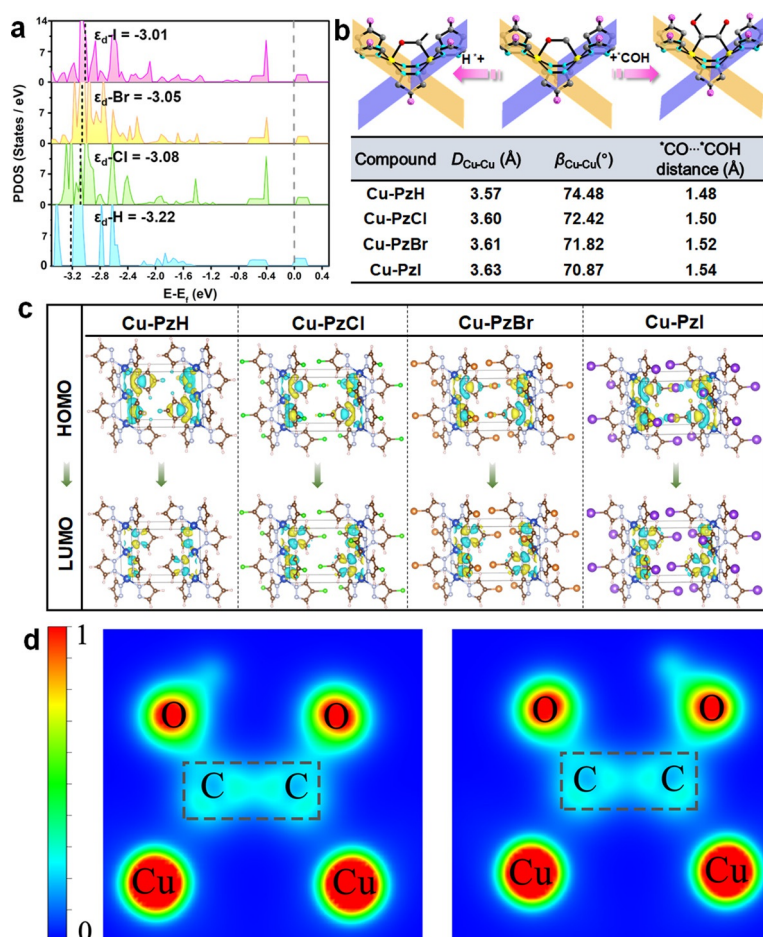 a
PDOS (States / eV)
14
7
0
7
0
7
0
7
0
εd-I = -3.01
εd-Br = -3.05
εd-Cl = -3.08
εd-H = -3.22
-3.2 -2.8 -2.4 -2.0 -1.6 -1.2 -0.8 -0.4 0.0 0.4
E-Ef (eV)
b
H*+
+*COH
Compound DCu-Cu (Å) βCu-Cu(°) *CO···*COH distance (Å)
Cu-PzH 3.57 74.48 1.48
Cu-PzCl 3.60 72.42 1.50
Cu-PzBr 3.61 71.82 1.52
Cu-PzI 3.63 70.87 1.54
c
Cu-PzH Cu-PzCl Cu-PzBr Cu-PzI
HOMO
LUMO
d
1
0
O O
C C
Cu Cu
O O
C C
Cu Cu